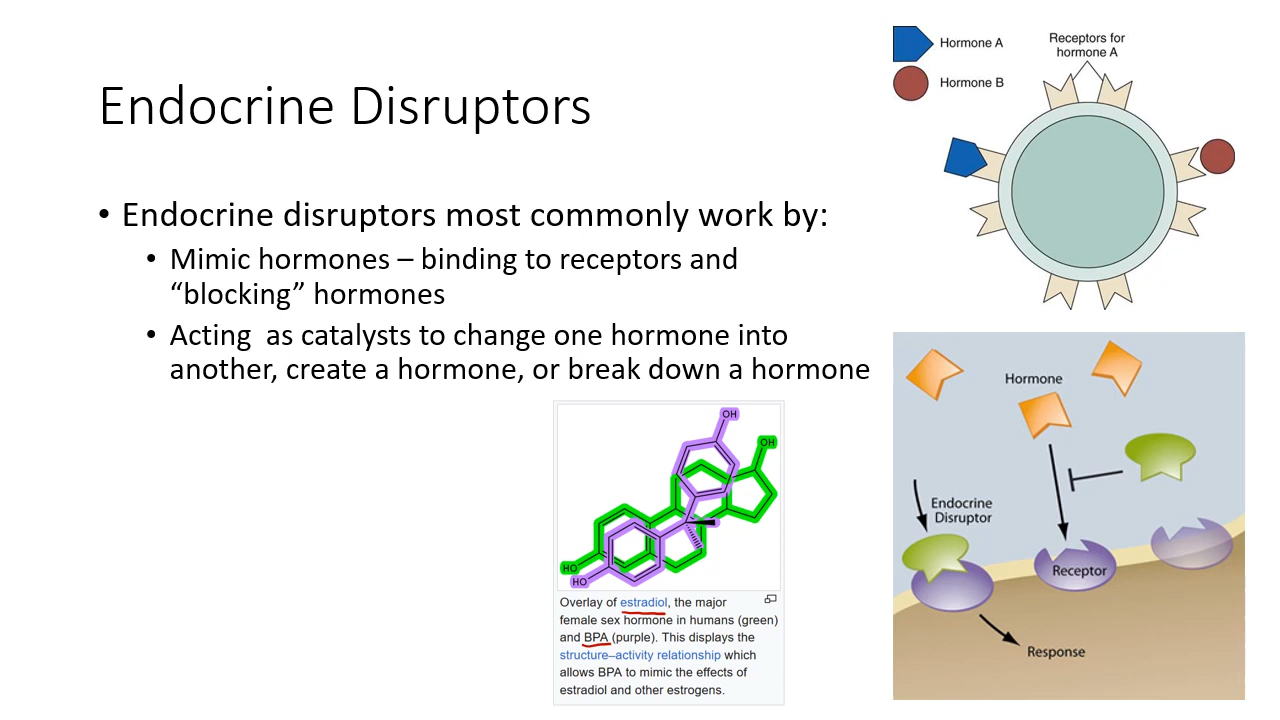 Endocrine Disruptors
• Endocrine disruptors most commonly work by:
• Mimic hormones – binding to receptors and
“blocking” hormones
• Acting  as catalysts to change one hormone into
another, create a hormone, or break down a hormone
OH
OH
HO
HO
Overlay of estradiol, the major
female sex hormone in humans (green)
and BPA (purple). This displays the
structure–activity relationship which
allows BPA to mimic the effects of
estradiol and other estrogens.
Hormone A
Hormone B
Receptors for
hormone A
Hormone
Endocrine
Disruptor
Receptor
Response